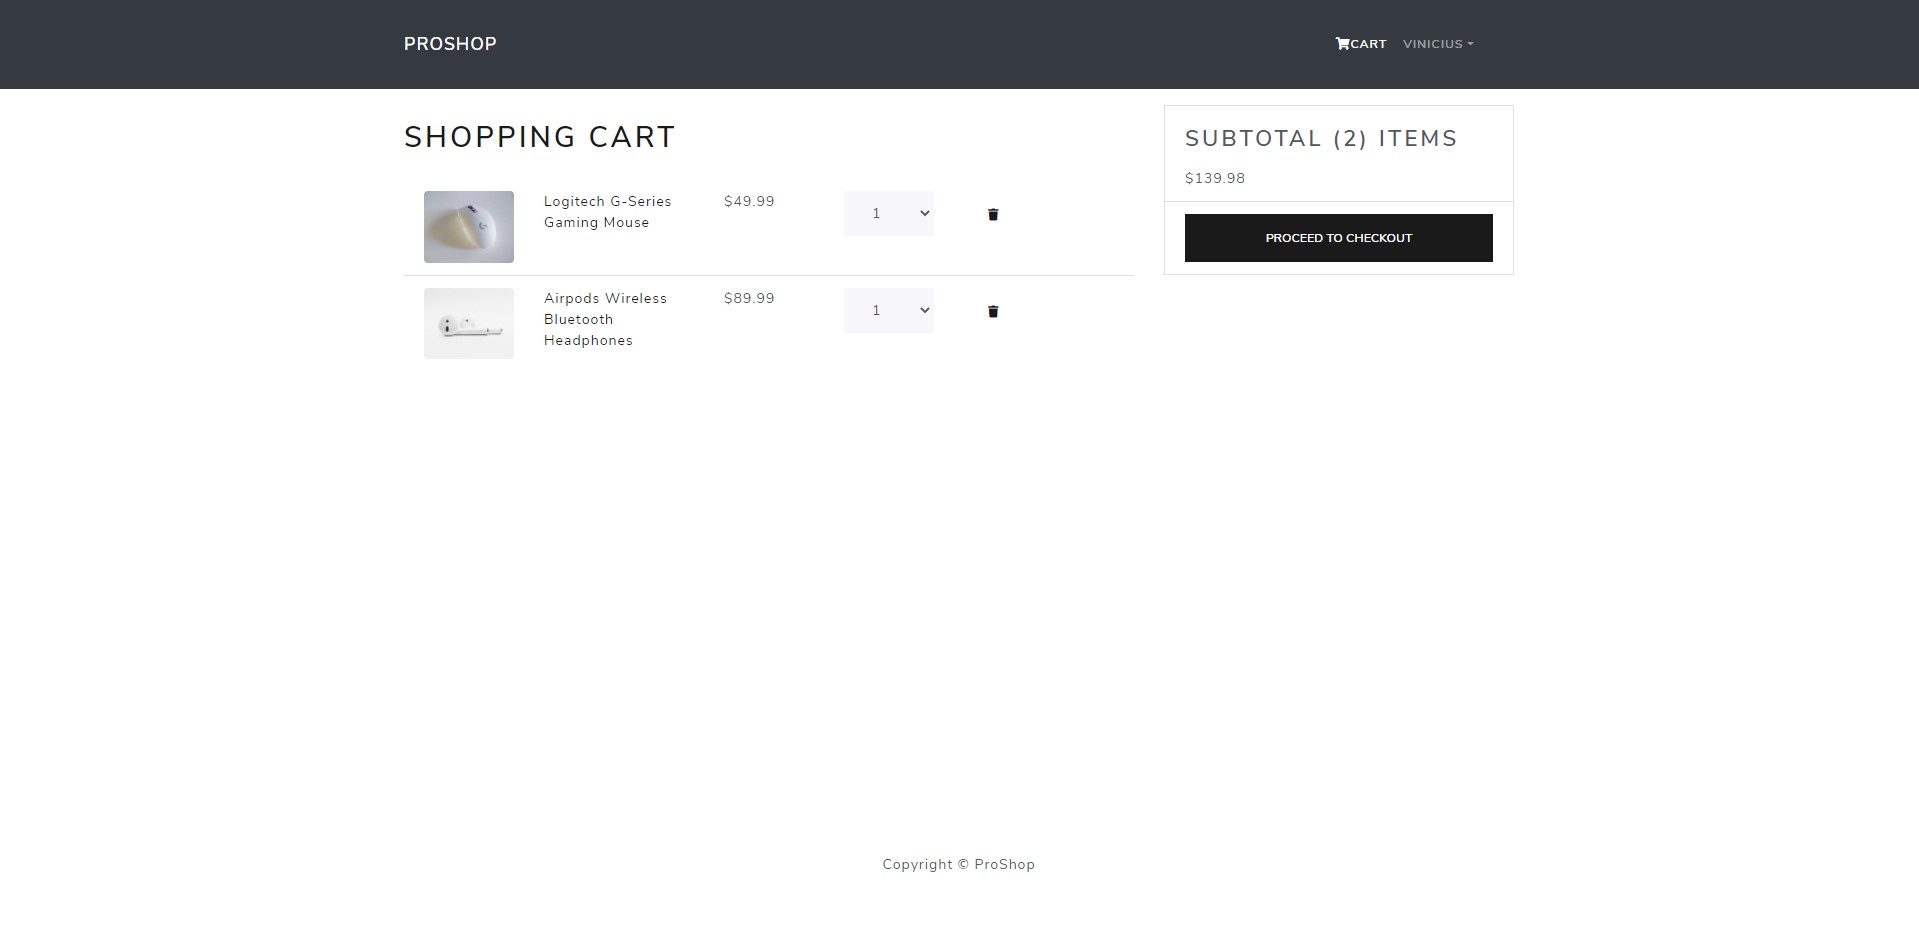 PROSHOP
CART
VINICIUS
SHOPPING CART
Logitech G-Series
Gaming Mouse
$49.99
1
Airpods Wireless
Bluetooth
Headphones
$89.99
1
SUBTOTAL (2) ITEMS
$139.98
PROCEED TO CHECKOUT
Copyright © ProShop